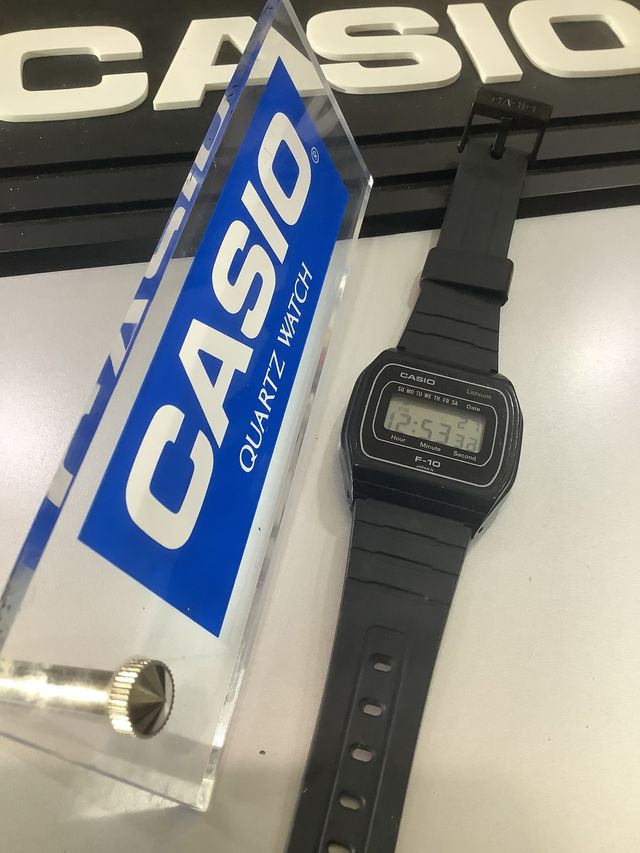 CASIO
CASIO®
QUARTZ WATCH
CASIO
Lithium
SU MO TU WE TH FR SA
Date
27
12:53 32
Hour Minute Second
F-10
JAPAN N